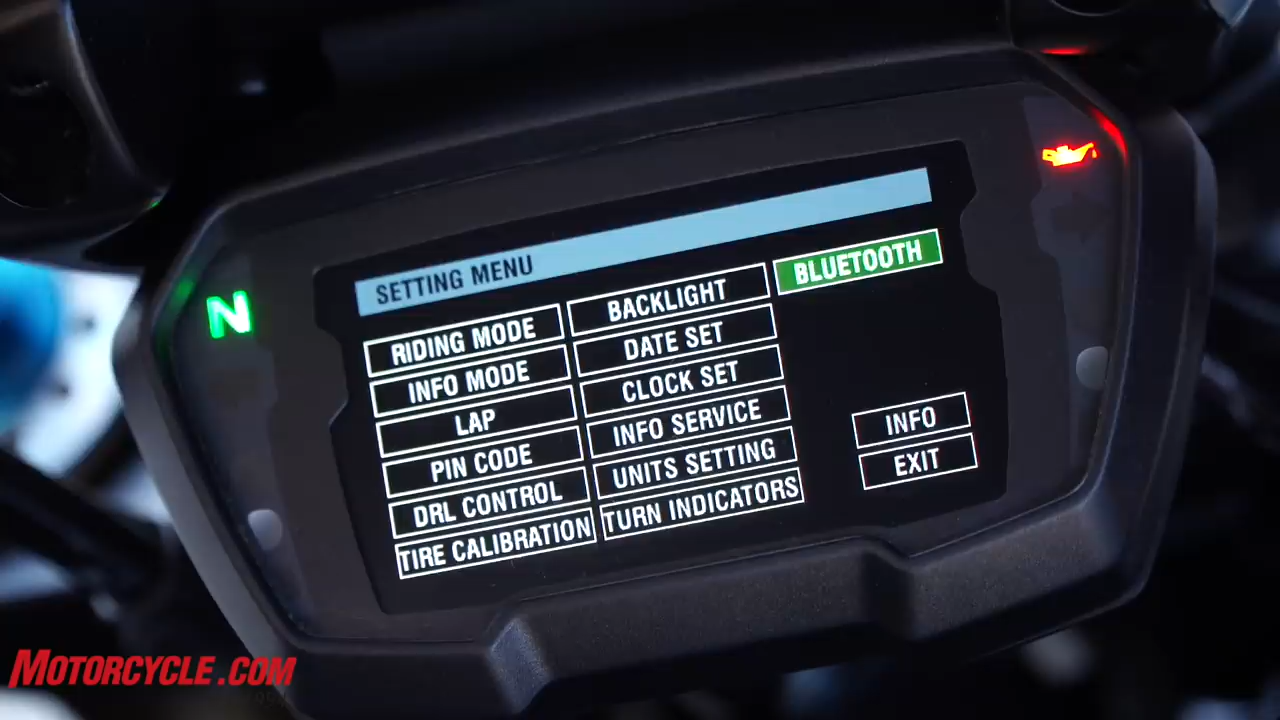 SETTING MENU
RIDING MODE
INFO MODE
LAP
PIN CODE
DRL CONTROL
TIRE CALIBRATION
BACKLIGHT
DATE SET
CLOCK SET
INFO SERVICE
UNITS SETTING
TURN INDICATORS
BLUETOOTH
INFO
EXIT
N
MOTORCYCLE.COM